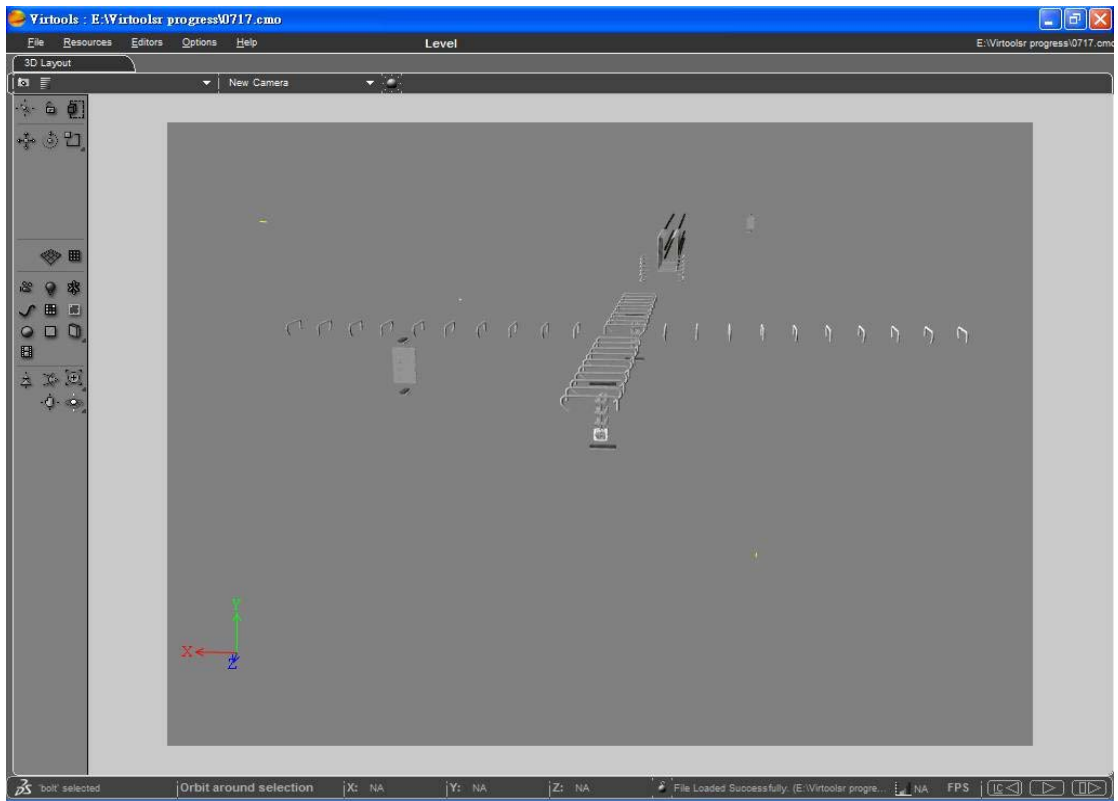 Virtools : E:\Virtoolsr progress\0717.cmo
File Resources Editors Options Help Level E:\Virtoolsr progress\0717.cmo
3D Layout
New Camera
Y
X
Z
'bolt' selected Orbit around selection X: NA Y: NA Z: NA File Loaded Successfully. (E:\Virtoolsr progre... NA FPS IC